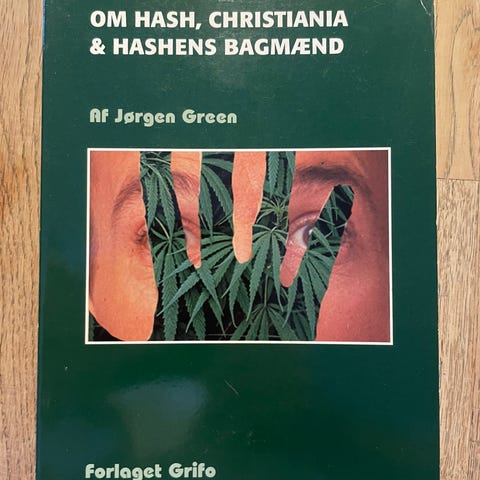 OM HASH, CHRISTIANIA
& HASHENS BAGMÆND
Af Jørgen Green
Forlaget Grifo